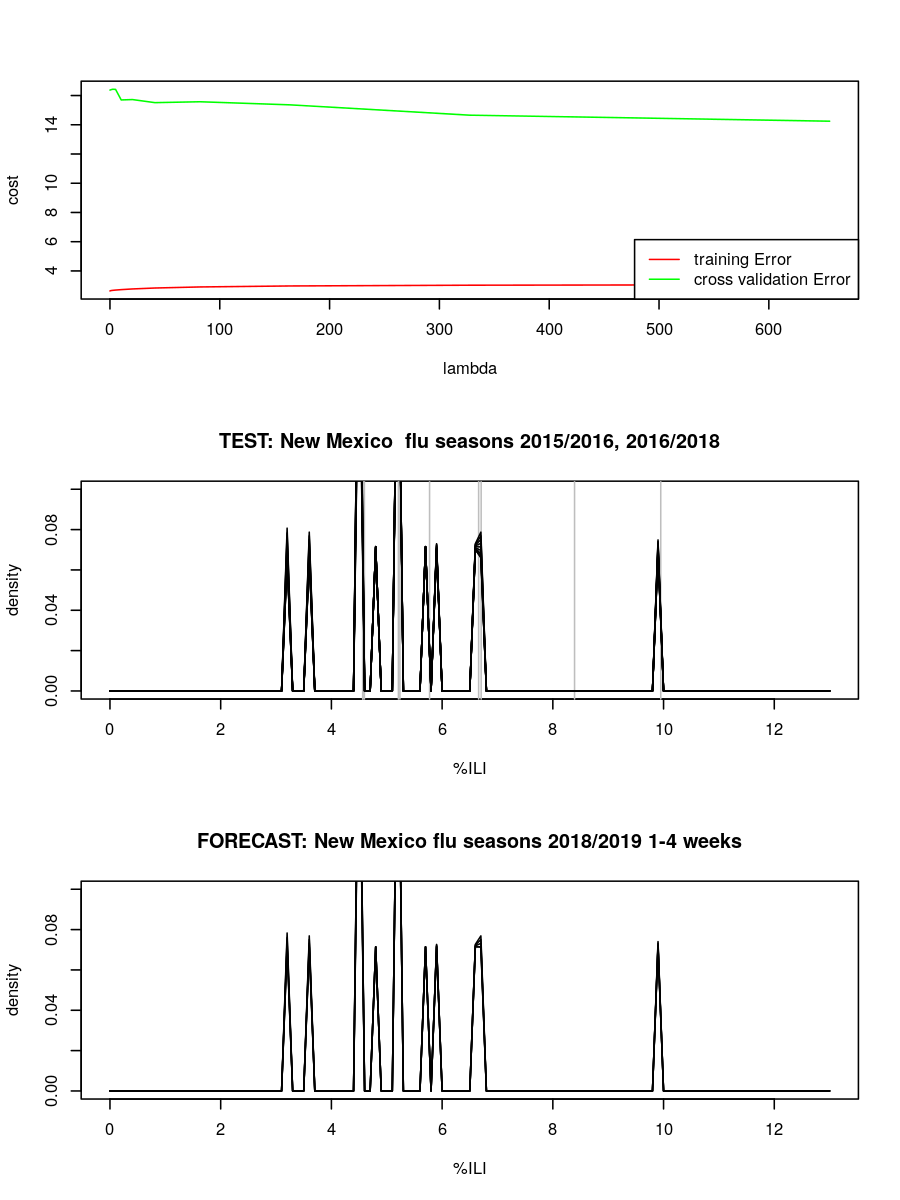 14
10
8
6
4
cost
training Error
cross validation Error
0 100 200 300 400 500 600
lambda
TEST: New Mexico  flu seasons 2015/2016, 2016/2018
0.08
0.04
0.00
density
0 2 4 6 8 10 12
%ILI
FORECAST: New Mexico flu seasons 2018/2019 1-4 weeks
0.08
0.04
0.00
density
0 2 4 6 8 10 12
%ILI